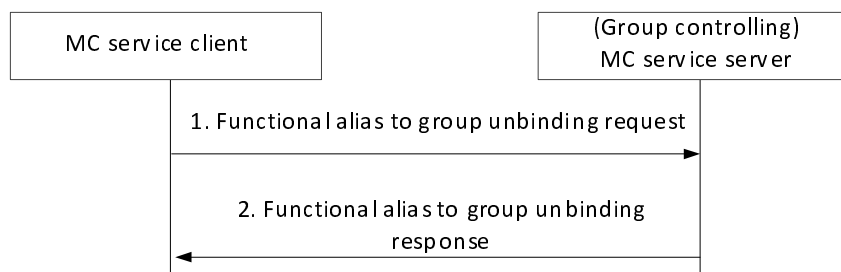 MC service client
(Group controlling)
MC service server
1. Functional alias to group unbinding request
2. Functional alias to group unbinding
response